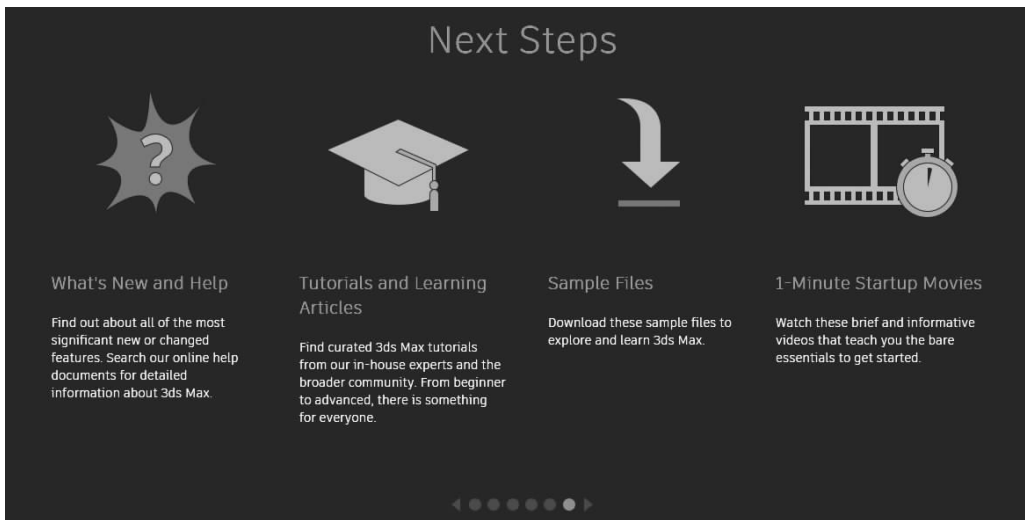 Next Steps
?
What's New and Help
Find out about all of the most
significant new or changed
features. Search our online help
documents for detailed
information about 3ds Max.
Tutorials and Learning
Articles
Find curated 3ds Max tutorials
from our in-house experts and the
broader community. From beginner
to advanced, there is something
for everyone.
Sample Files
Download these sample files to
explore and learn 3ds Max.
1-Minute Startup Movies
Watch these brief and informative
videos that teach you the bare
essentials to get started.